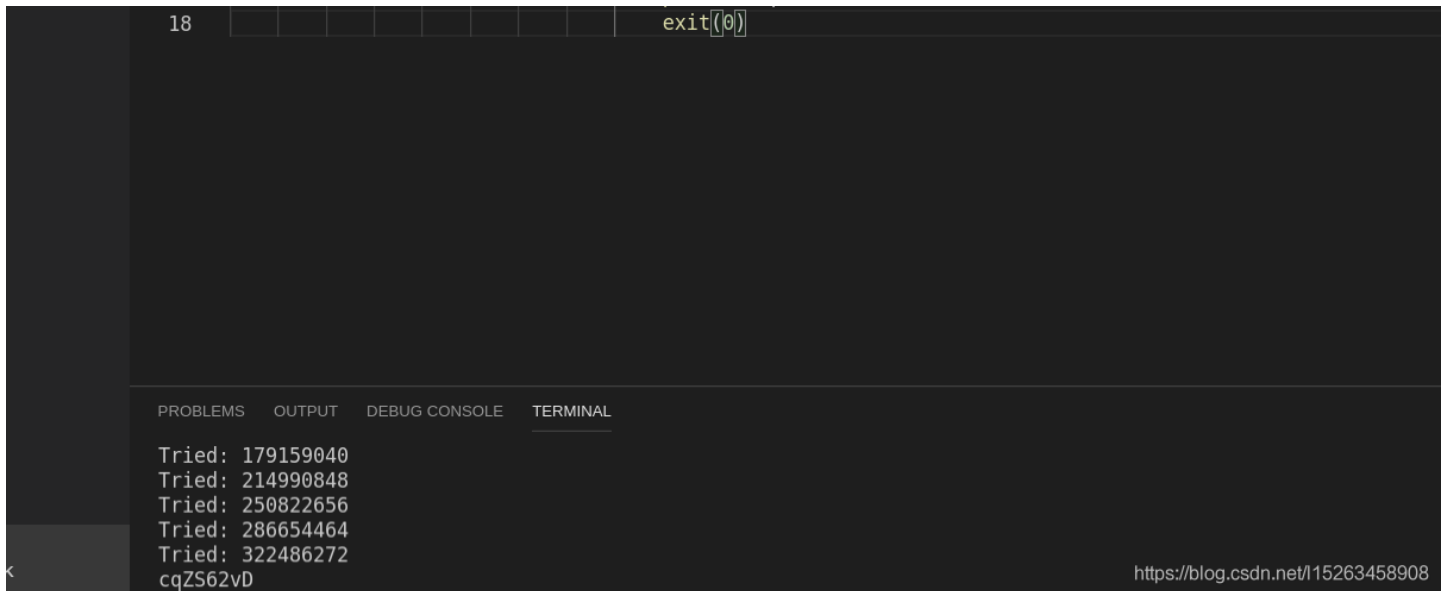 18 exit(0)
PROBLEMS OUTPUT DEBUG CONSOLE TERMINAL
Tried: 179159040
Tried: 214990848
Tried: 250822656
Tried: 286654464
Tried: 322486272
cqZS62vD
https://blog.csdn.net/l15263458908